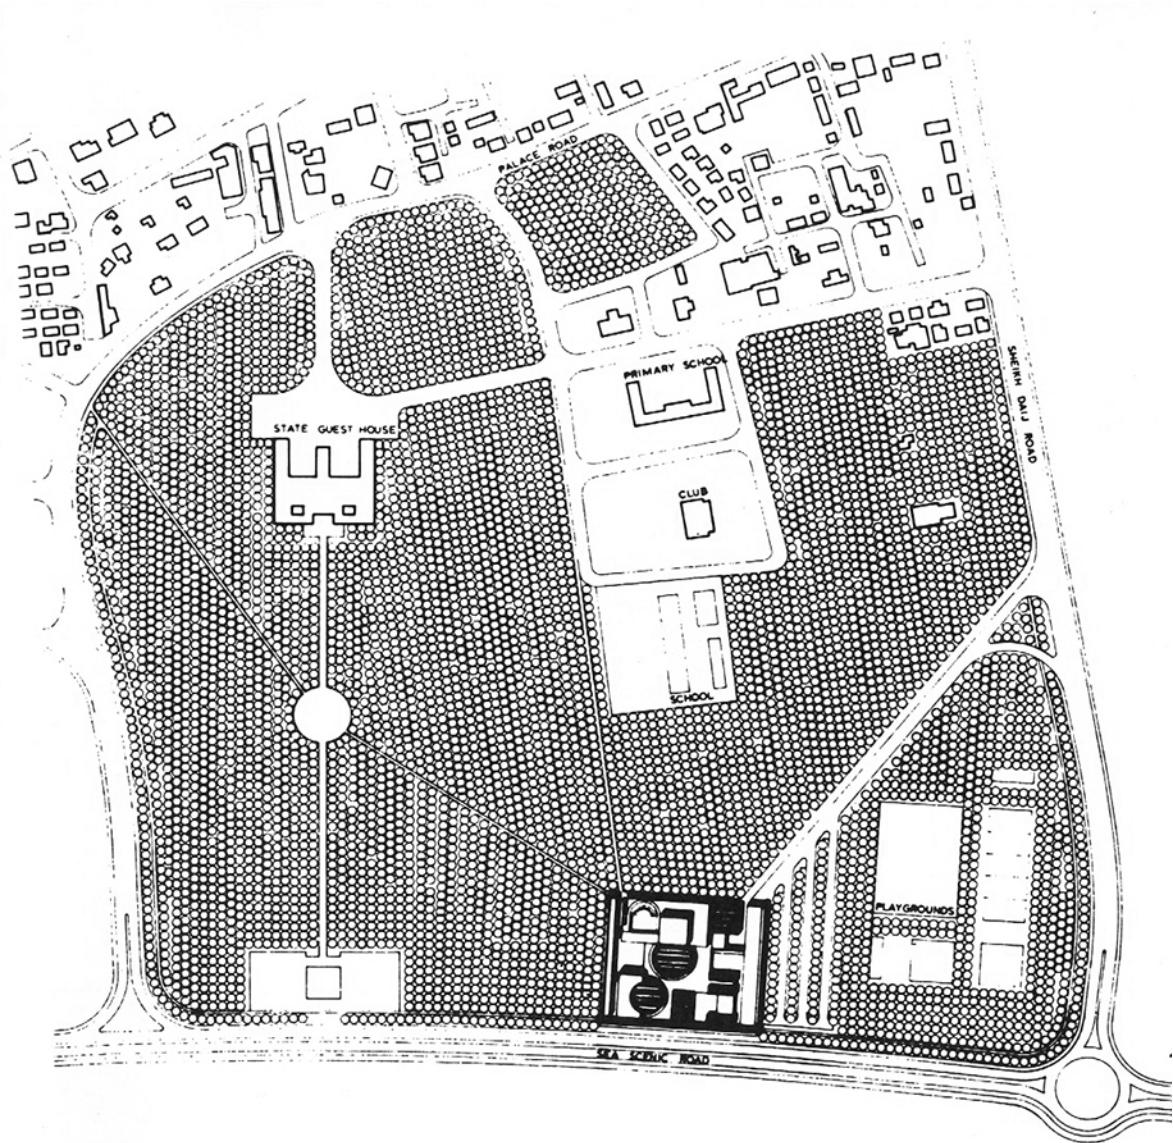 PALACE ROAD
SHEIKH DAIJ ROAD
PRIMARY SCHOOL
STATE GUEST HOUSE
CLUB
SCHOOL
PLAYGROUNDS
SEA SCENIC ROAD